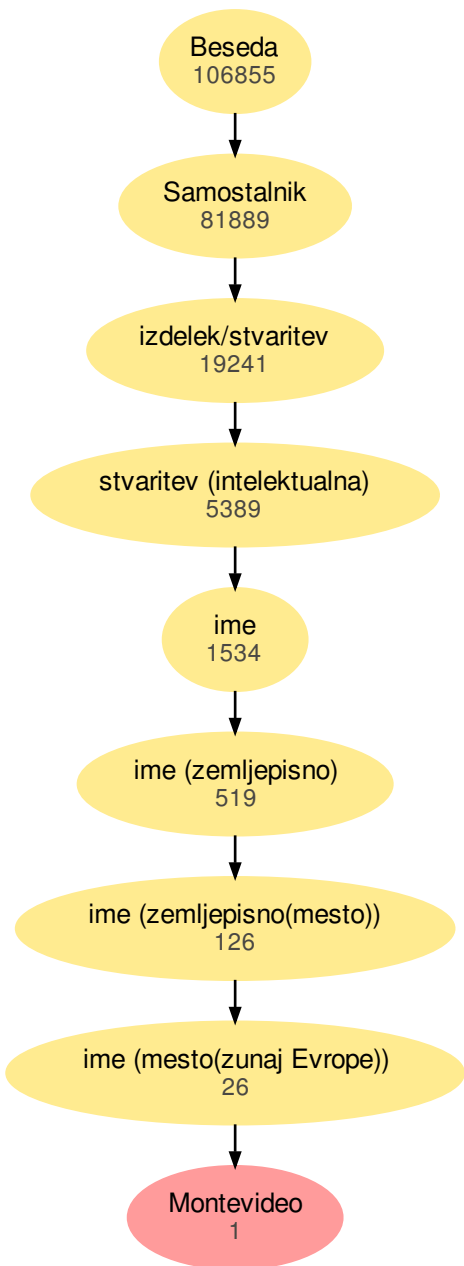 Beseda
106855
Samostalnik
81889
izdelek/stvaritev
19241
stvaritev (intelektualna)
5389
ime
1534
ime (zemljepisno)
519
ime (zemljepisno(mesto))
126
ime (mesto(zunaj Evrope))
26
Montevideo
1